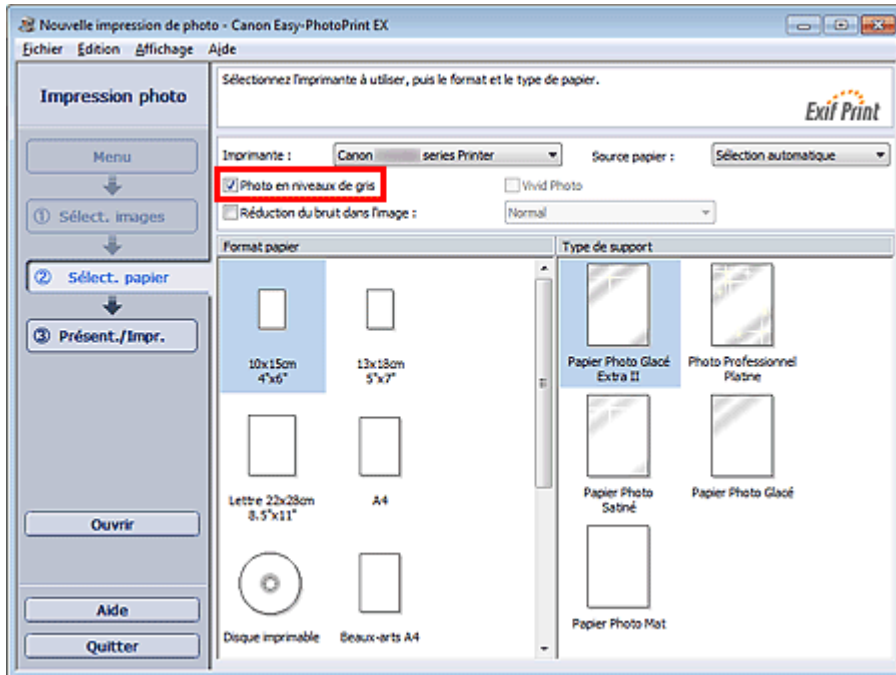 Nouvelle impression de photo - Canon Easy-PhotoPrint EX
Fichier Édition Affichage Aide
Impression photo
Sélectionnez l'imprimante à utiliser, puis le format et le type de papier.
Exif Print
Menu
① Sélect. images
② Sélect. papier
③ Présent./Impr.
Ouvrir
Aide
Quitter
Imprimante : Canon series Printer Source papier : Sélection automatique
Photo en niveaux de gris Vivid Photo
Réduction du bruit dans l'image : Normal
Format papier
10x15cm
4"x6"
13x18cm
5"x7"
Lettre 22x28cm
8.5"x11"
A4
Disque imprimable
Beaux-arts A4
Type de support
Papier Photo Glacé
Extra II
Photo Professionnel
Platine
Papier Photo
Satiné
Papier Photo Glacé
Papier Photo Mat